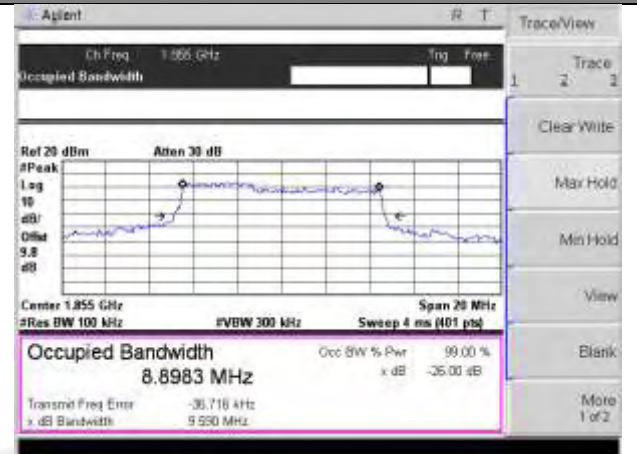 Agilent R T Trace/View
Ch Freq 1.855 GHz Trig Free
Occupied Bandwidth
Trace
1 2 3
Clear Write
Max Hold
Min Hold
View
Blank
More
1 of 2
Ref 20 dBm Atten 30 dB
#Peak
Log
10
dB/
Offst
9.8
dB
Center 1.855 GHz Span 20 MHz
#Res BW 100 kHz #VBW 300 kHz Sweep 4 ms (401 pts)
Occupied Bandwidth Occ BW % Pwr 99.00 %
8.8983 MHz x dB -26.00 dB
Transmit Freq Error -36.718 kHz
x dB Bandwidth 9.590 MHz